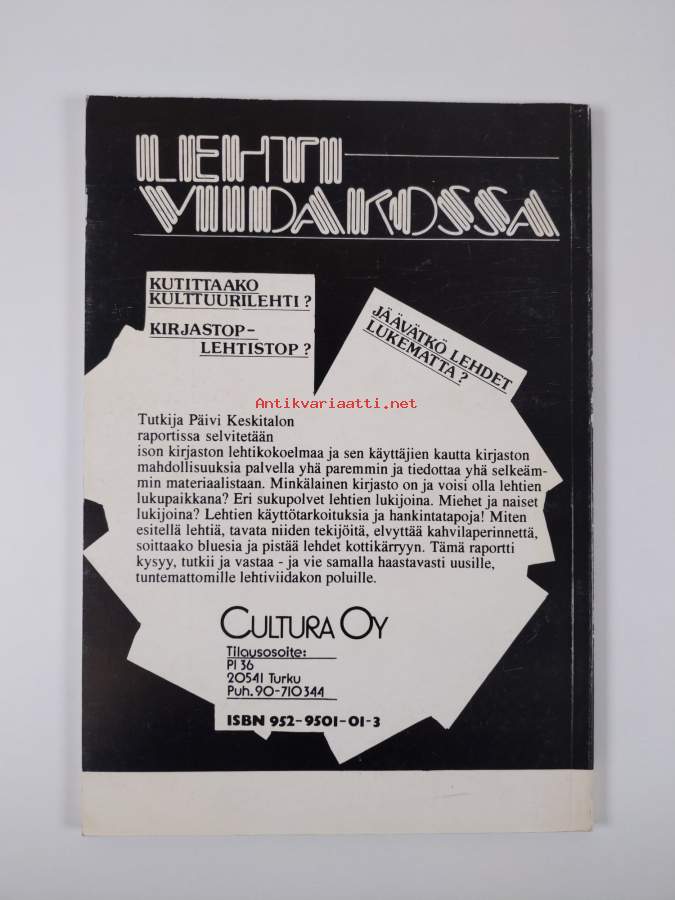 LEHTI
VIIDAKOSSA
KUTITTAAKO
KULTTUURILEHTI?
KIRJASTOP-
LEHTISTOP?
JÄÄVÄTKÖ LEHDET
LUKEMATTA?
Antikvariaatti.net
Tutkija Päivi Keskitalon
raportissa selvitetään
ison kirjaston lehtikokoelmaa ja sen käyttäjien kautta kirjaston
mahdollisuuksia palvella yhä paremmin ja tiedottaa yhä selkeäm-
min materiaalistaan. Minkälainen kirjasto on ja voisi olla lehtien
lukupaikkana? Eri sukupolvet lehtien lukijoina. Miehet ja naiset
lukijoina? Lehtien käyttötarkoituksia ja hankintatapoja! Miten
esitellä lehtiä, tavata niiden tekijöitä, elvyttää kahvilaperinnettä,
soittaako bluesia ja pistää lehdet kottikärryyn. Tämä raportti
kysyy, tutkii ja vastaa - ja vie samalla haastavasti uusille,
tuntemattomille lehtiviidakon poluille.
CULTURA OY
Tilausosoite:
Pl 36
20541 Turku
Puh. 90-710344
ISBN 952-9501-01-3